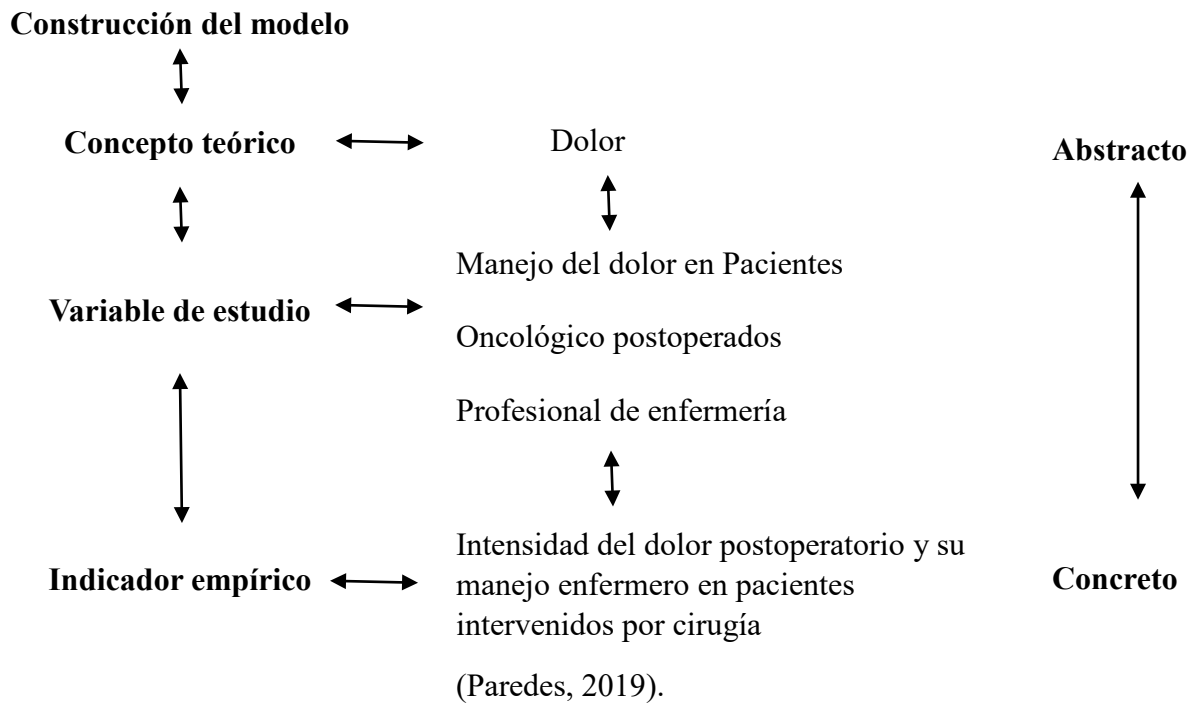 Construcción del modelo
Concepto teórico
Dolor
Abstracto
Manejo del dolor en Pacientes
Variable de estudio
Oncológico postoperados
Profesional de enfermería
Intensidad del dolor postoperatorio y su
Indicador empírico
manejo enfermero en pacientes
Concreto
intervenidos por cirugía
(Paredes, 2019).